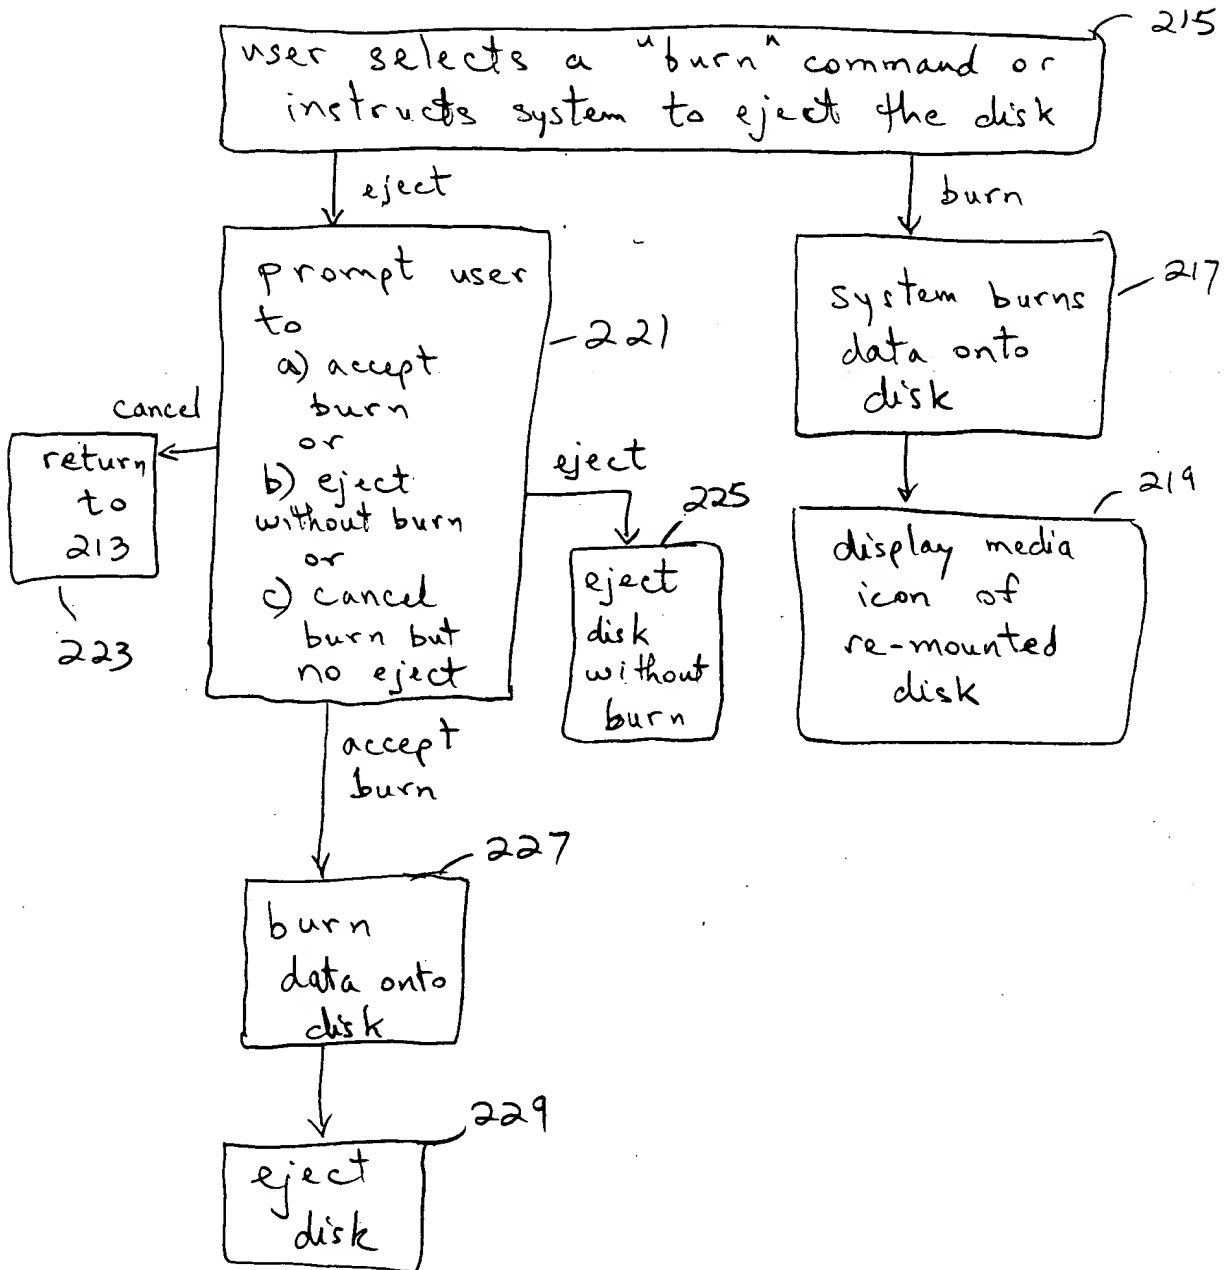 215
user selects a "burn" command or
instructs system to eject the disk
eject
burn
prompt user
to
a) accept
burn
or
b) eject
without burn
or
c) cancel
burn but
no eject
221
cancel
return
to
213
223
eject
225
eject
disk
without
burn
system burns
data onto
disk
217
219
display media
icon of
re-mounted
disk
accept
burn
227
burn
data onto
disk
229
eject
disk